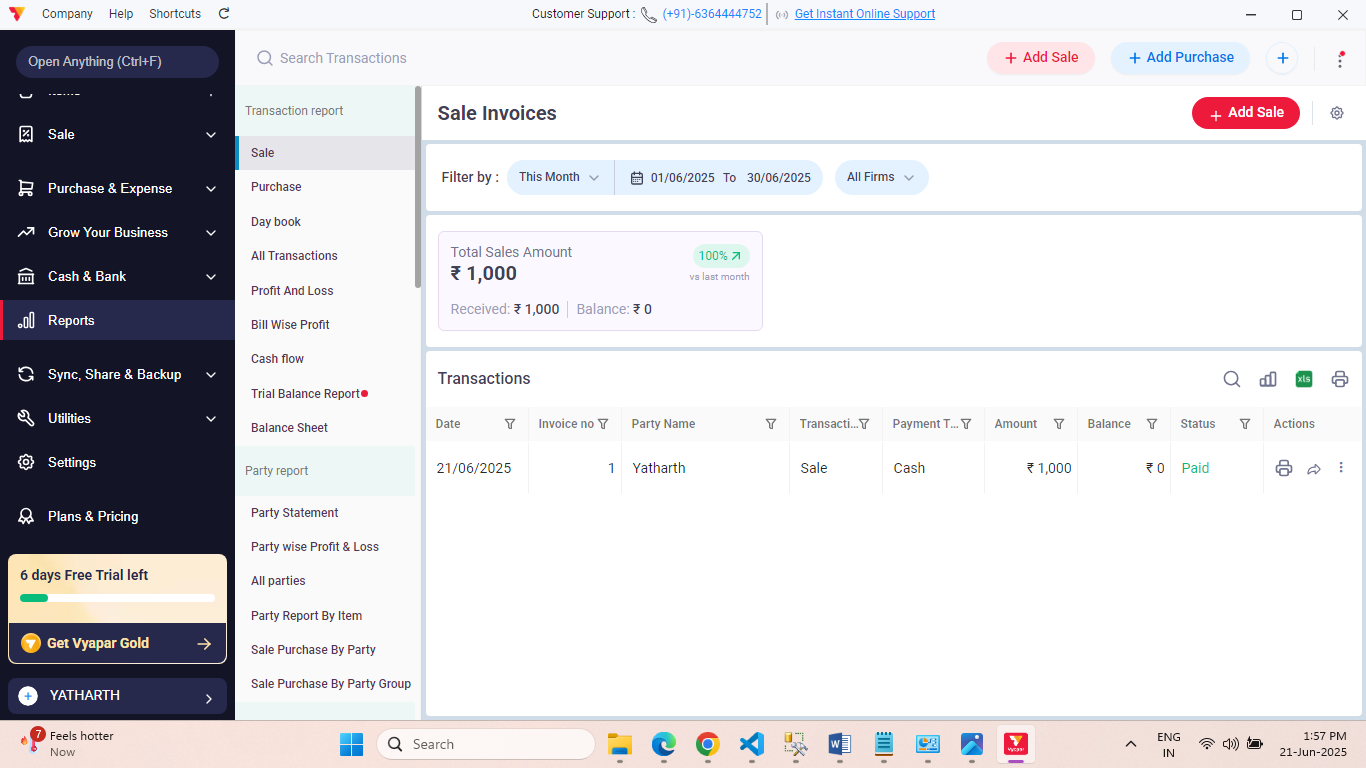 Company Help Shortcuts
Customer Support : (+91)-6364444752 Get Instant Online Support
Open Anything (Ctrl+F)
Sale
Purchase & Expense
Grow Your Business
Cash & Bank
Reports
Sync, Share & Backup
Utilities
Settings
Plans & Pricing
6 days Free Trial left
Get Vyapar Gold
YATHARTH
Search Transactions
Add Sale
Add Purchase
Transaction report
Sale
Purchase
Day book
All Transactions
Profit And Loss
Bill Wise Profit
Cash flow
Trial Balance Report
Balance Sheet
Party report
Party Statement
Party wise Profit & Loss
All parties
Party Report By Item
Sale Purchase By Party
Sale Purchase By Party Group
Sale Invoices
Add Sale
Filter by : This Month 01/06/2025 To 30/06/2025 All Firms
Total Sales Amount
₹ 1,000
100%
vs last month
Received: ₹ 1,000 Balance: ₹ 0
Transactions
xls
Date Invoice no Party Name Transacti... Payment T... Amount Balance Status Actions
21/06/2025 1 Yatharth Sale Cash ₹ 1,000 ₹ 0 Paid
7
Feels hotter
Now
Search
Vyapar
ENG
IN
1:57 PM
21-Jun-2025